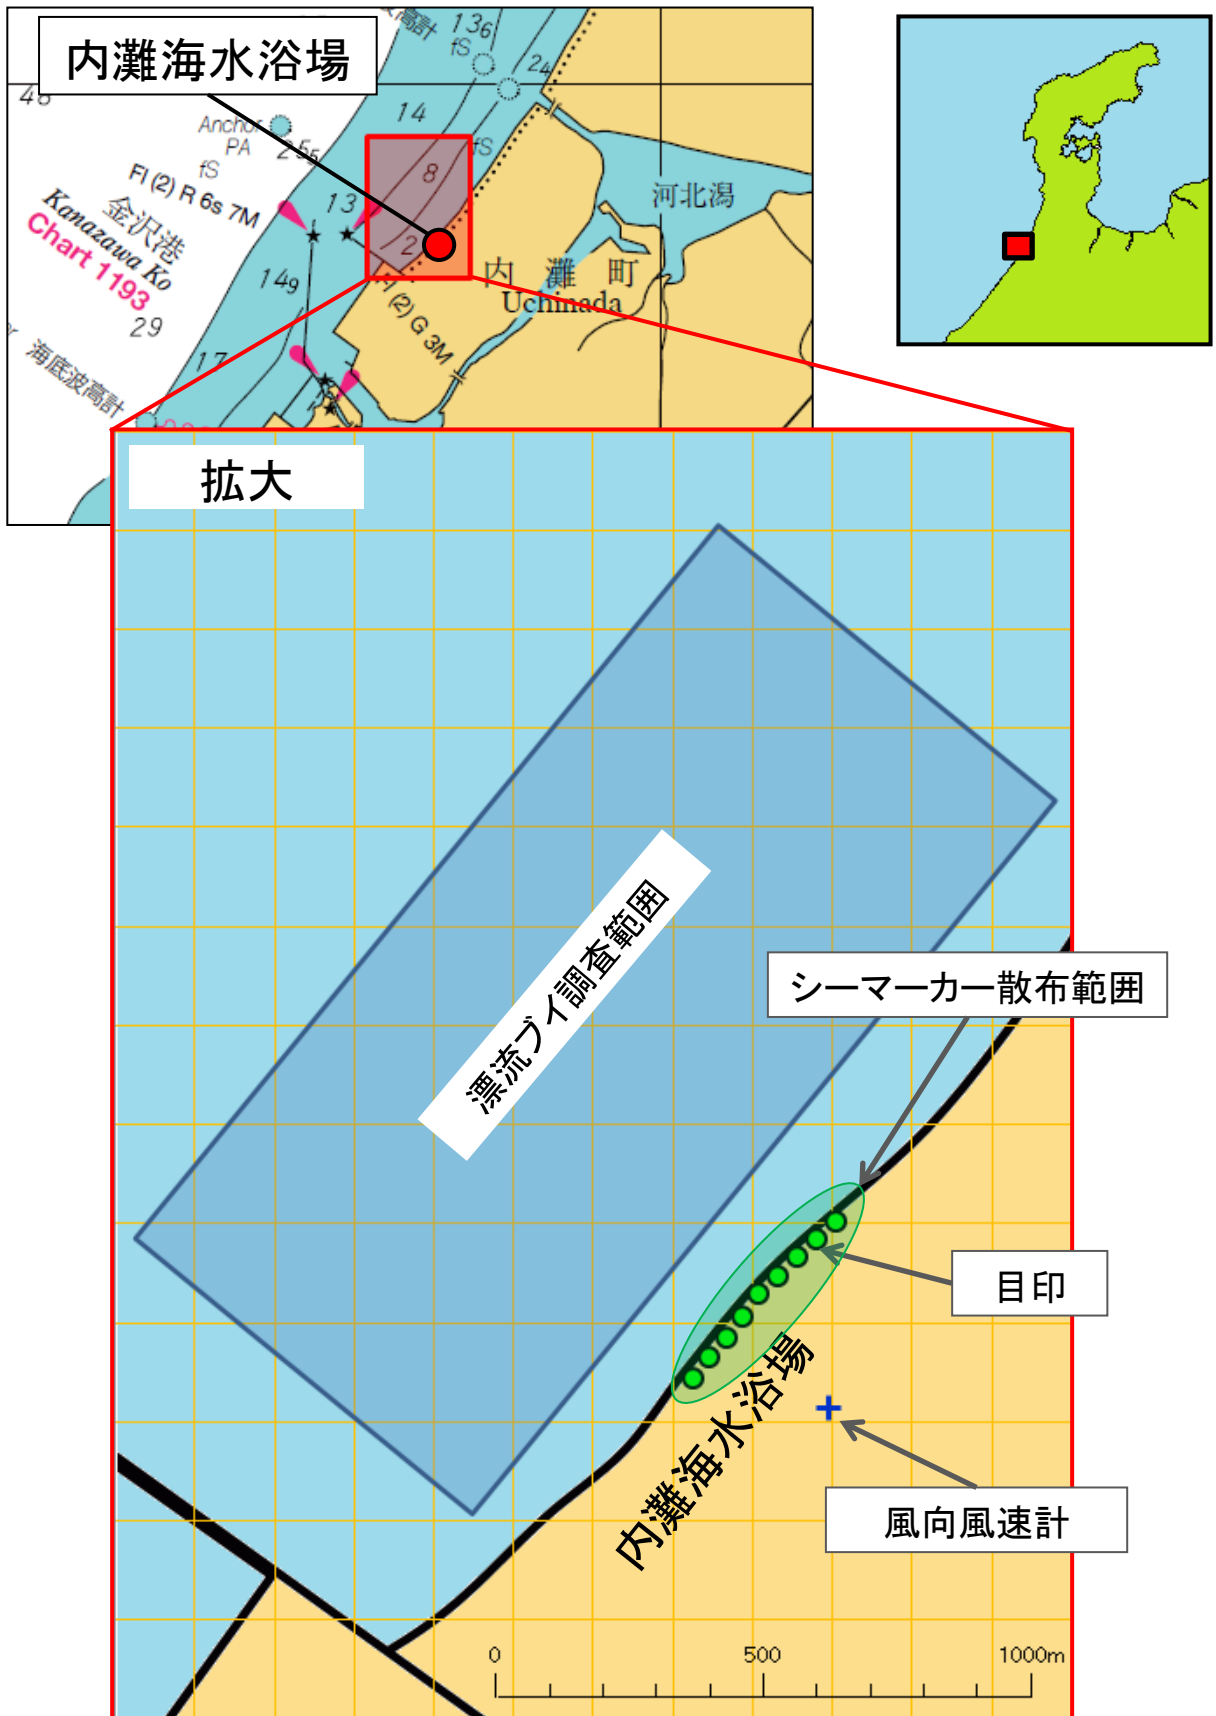 内灘海水浴場
136
fS
24
14
48
Anchor
PA
255
fS
8
fS
Fl (2) R 6s 7M
13
金沢港
Kanazawa Ko
Chart 1193
河北潟
2
内灘町
Uchinada
149
Fl (2) G 3M
29
17
海底波高計
拡大
漂流ブイ調査範囲
シーマーカー散布範囲
目印
内灘海水浴場
風向風速計
0 500 1000m